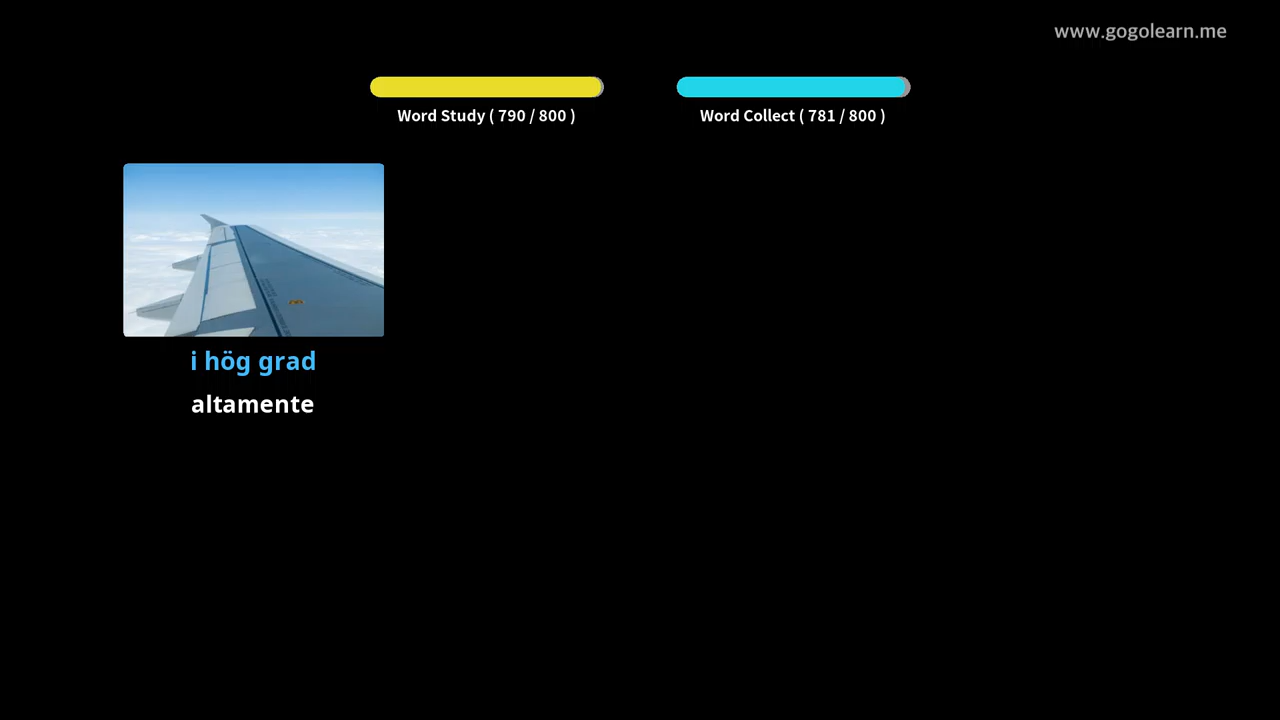 www.gogolearn.me
Word Study ( 790 / 800 )
Word Collect ( 781 / 800 )
i hög grad
altamente